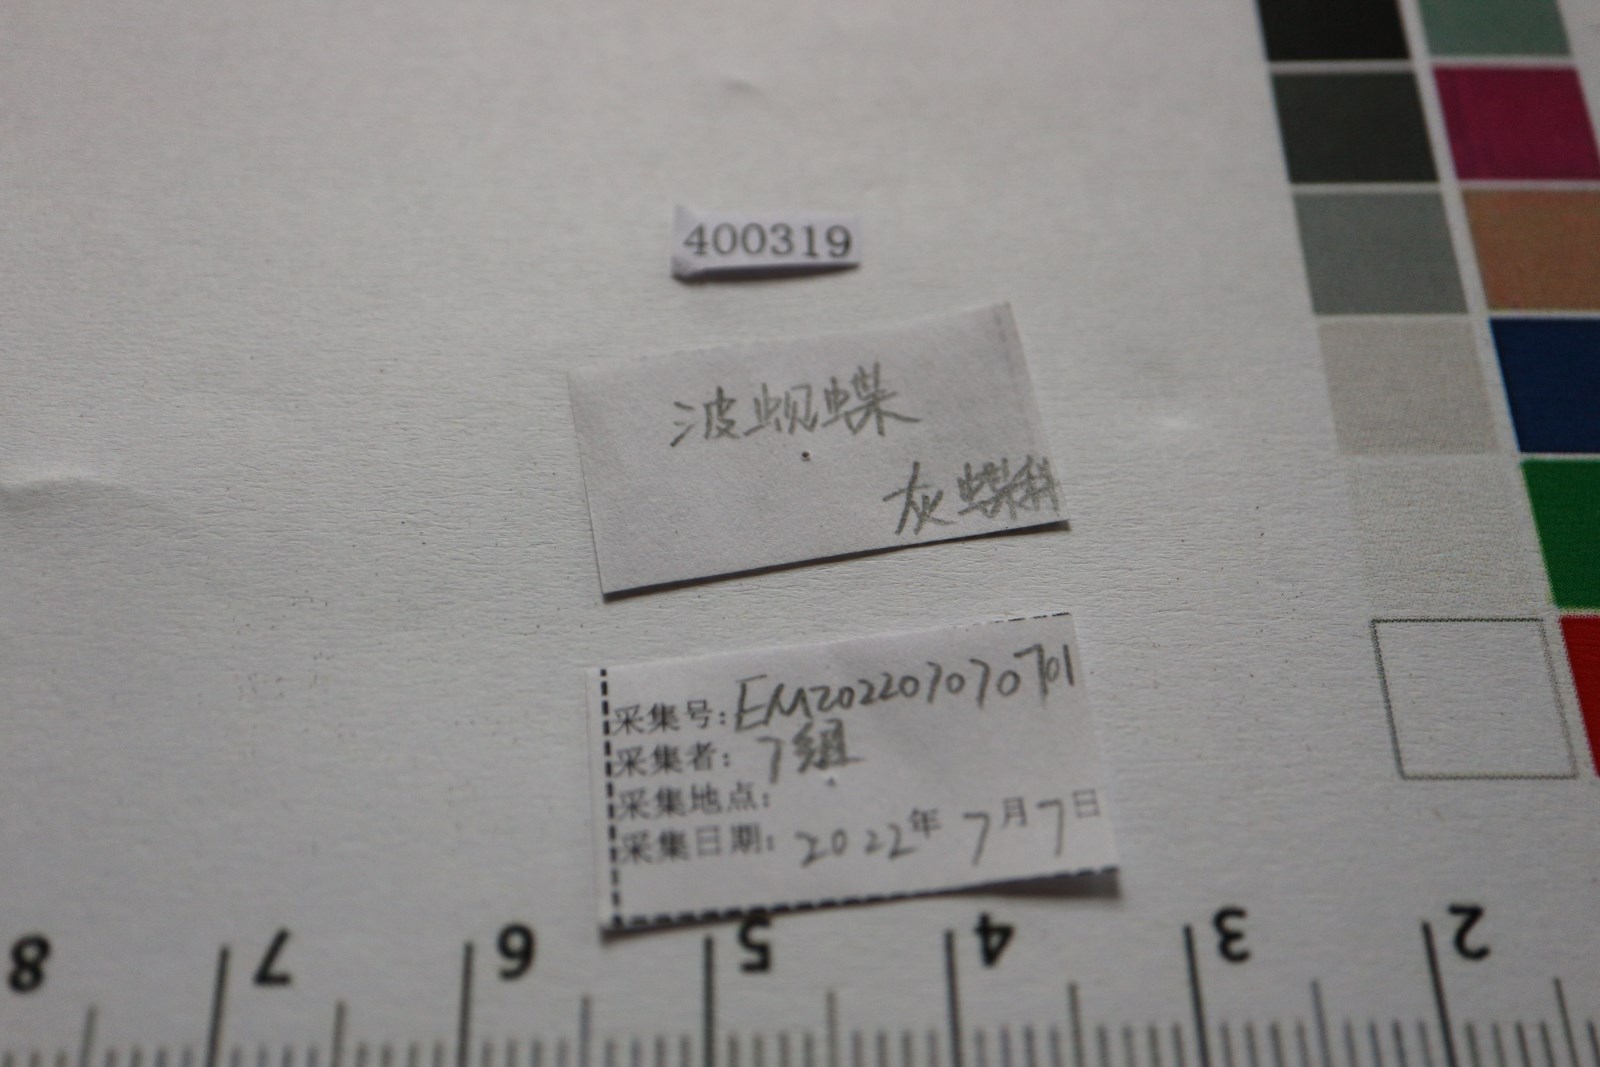 400319
波蚬蝶
灰蝶科
采集号: EM202207070701
采集者: 7组
采集地点:
采集日期: 2022年 7月7日
8 7 6 5 4 3 2